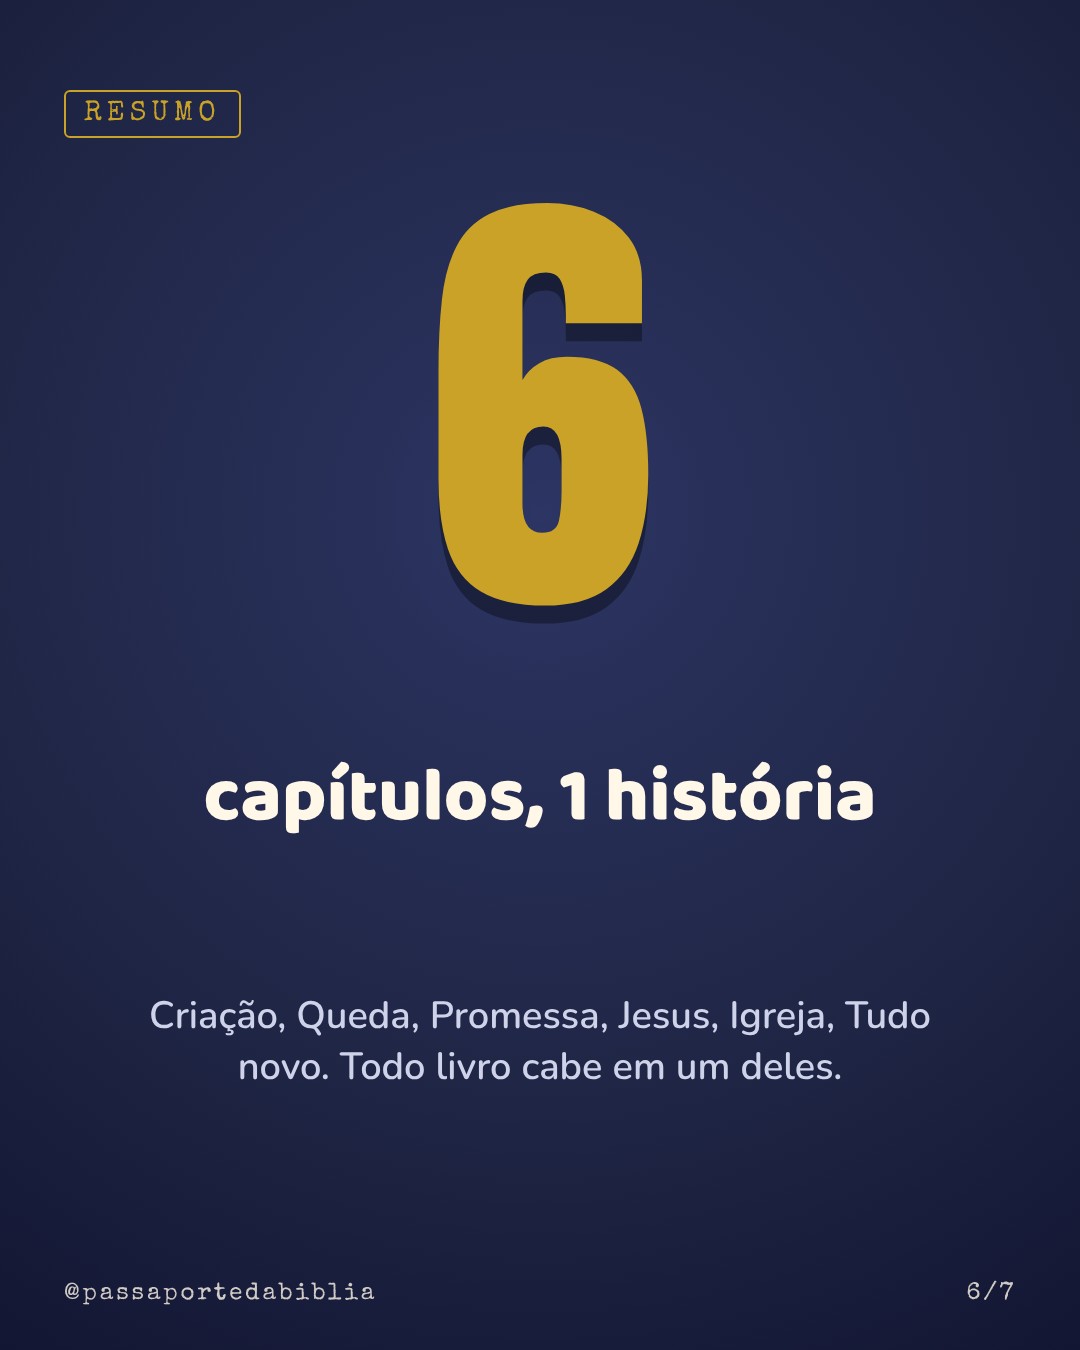 RESUMO
6
capítulos, 1 história
Criação, Queda, Promessa, Jesus, Igreja, Tudo
novo. Todo livro cabe em um deles.
@passaportedabiblia
6/7